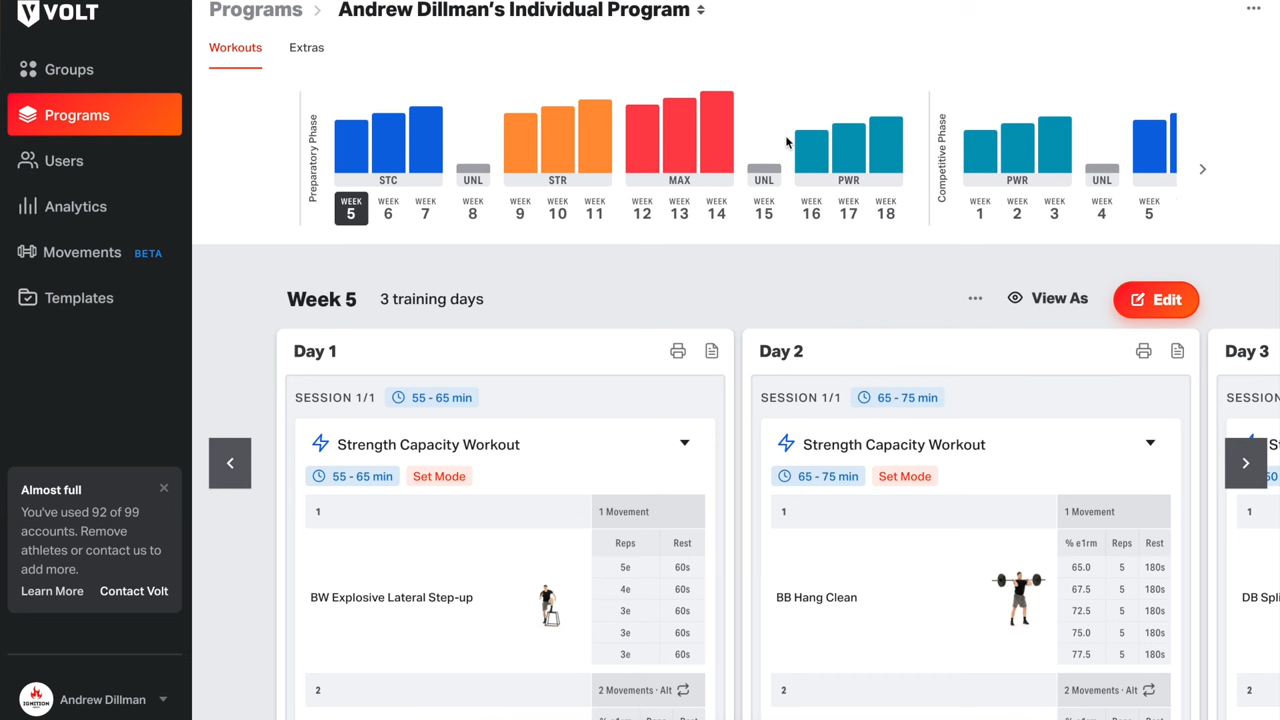 VOLT
Groups
Programs
Users
Analytics
Movements BETA
Templates
Almost full
You've used 92 of 99
accounts. Remove
athletes or contact us to
add more.
Learn More Contact Volt
IGNITION
Andrew Dillman
Programs > Andrew Dillman's Individual Program
Workouts Extras
Preparatory Phase
STC UNL STR MAX UNL PWR
WEEK 5 WEEK 6 WEEK 7 WEEK 8 WEEK 9 WEEK 10 WEEK 11 WEEK 12 WEEK 13 WEEK 14 WEEK 15 WEEK 16 WEEK 17 WEEK 18
Competitive Phase
PWR UNL
WEEK 1 WEEK 2 WEEK 3 WEEK 4 WEEK 5
Week 5 3 training days
View As
Edit
Day 1
SESSION 1/1 55 - 65 min
Strength Capacity Workout
55 - 65 min Set Mode
1 1 Movement
Reps Rest
BW Explosive Lateral Step-up
5e 60s
4e 60s
3e 60s
3e 60s
3e 60s
2 2 Movements · Alt
Day 2
SESSION 1/1 65 - 75 min
Strength Capacity Workout
65 - 75 min Set Mode
1 1 Movement
% e1rm Reps Rest
BB Hang Clean
65.0 5 180s
67.5 5 180s
72.5 5 180s
75.0 5 180s
77.5 5 180s
2 2 Movements · Alt
Day 3
SESSION
1
DB Spli
2